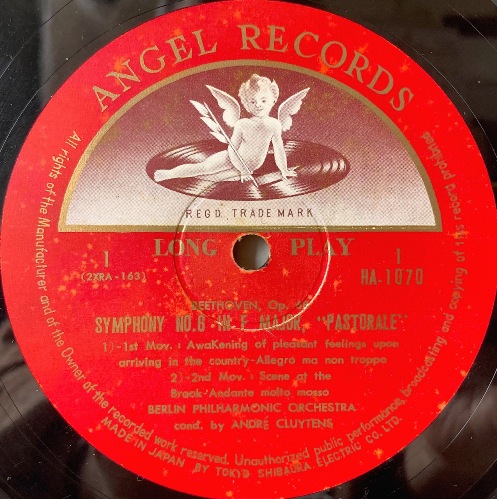 ANGEL RECORDS
REGD. TRADE MARK
LONG PLAY
1
(2XRA-163)
1
HA-1070
BEETHOVEN, Op. 68
SYMPHONY NO.6 IN F MAJOR, "PASTORALE"
1)-1st Mov.: Awakening of pleasant feelings upon
arriving in the country-Allegro ma non troppo
2)-2nd Mov: Scene at the
Brook-Andante molto mosso
BERLIN PHILHARMONIC ORCHESTRA
cond. by ANDRÉ CLUYTENS
All rights of the Manufacturer and of the Owner of the recorded work reserved. Unauthorized public performance, broadcasting and copying of this record prohibited.
MADE IN JAPAN BY TOKYO SHIBAURA ELECTRIC CO. LTD.